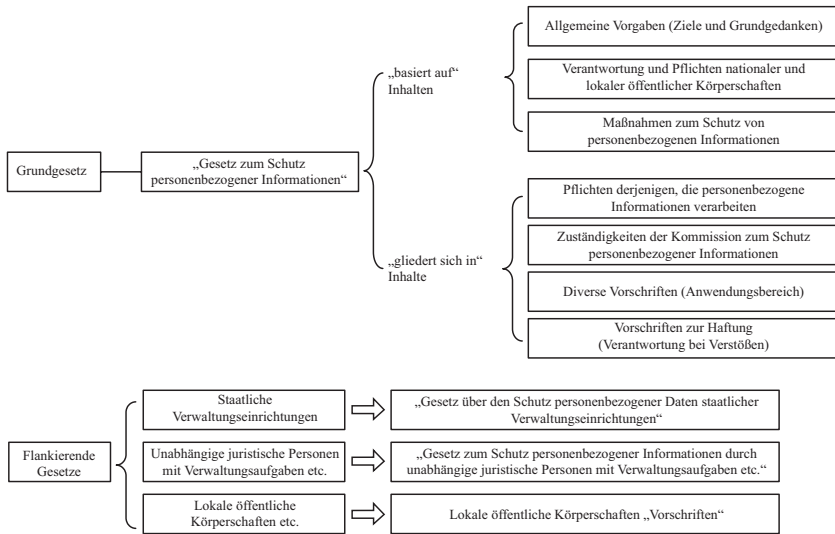 Grundgesetz
„Gesetz zum Schutz
personenbezogener Informationen“
„basiert auf“
Inhalten
Allgemeine Vorgaben (Ziele und Grundgedanken)
Verantwortung und Pflichten nationaler und
lokaler öffentlicher Körperschaften
Maßnahmen zum Schutz von
personenbezogenen Informationen
„gliedert sich in“
Inhalte
Pflichten derjenigen, die personenbezogene
Informationen verarbeiten
Zuständigkeiten der Kommission zum Schutz
personenbezogener Informationen
Diverse Vorschriften (Anwendungsbereich)
Vorschriften zur Haftung
(Verantwortung bei Verstößen)
Flankierende
Gesetze
Staatliche
Verwaltungseinrichtungen
„Gesetz über den Schutz personenbezogener Daten staatlicher
Verwaltungseinrichtungen“
Unabhängige juristische Personen
mit Verwaltungsaufgaben etc.
„Gesetz zum Schutz personenbezogener Informationen durch
unabhängige juristische Personen mit Verwaltungsaufgaben etc.“
Lokale öffentliche
Körperschaften etc.
Lokale öffentliche Körperschaften „Vorschriften“